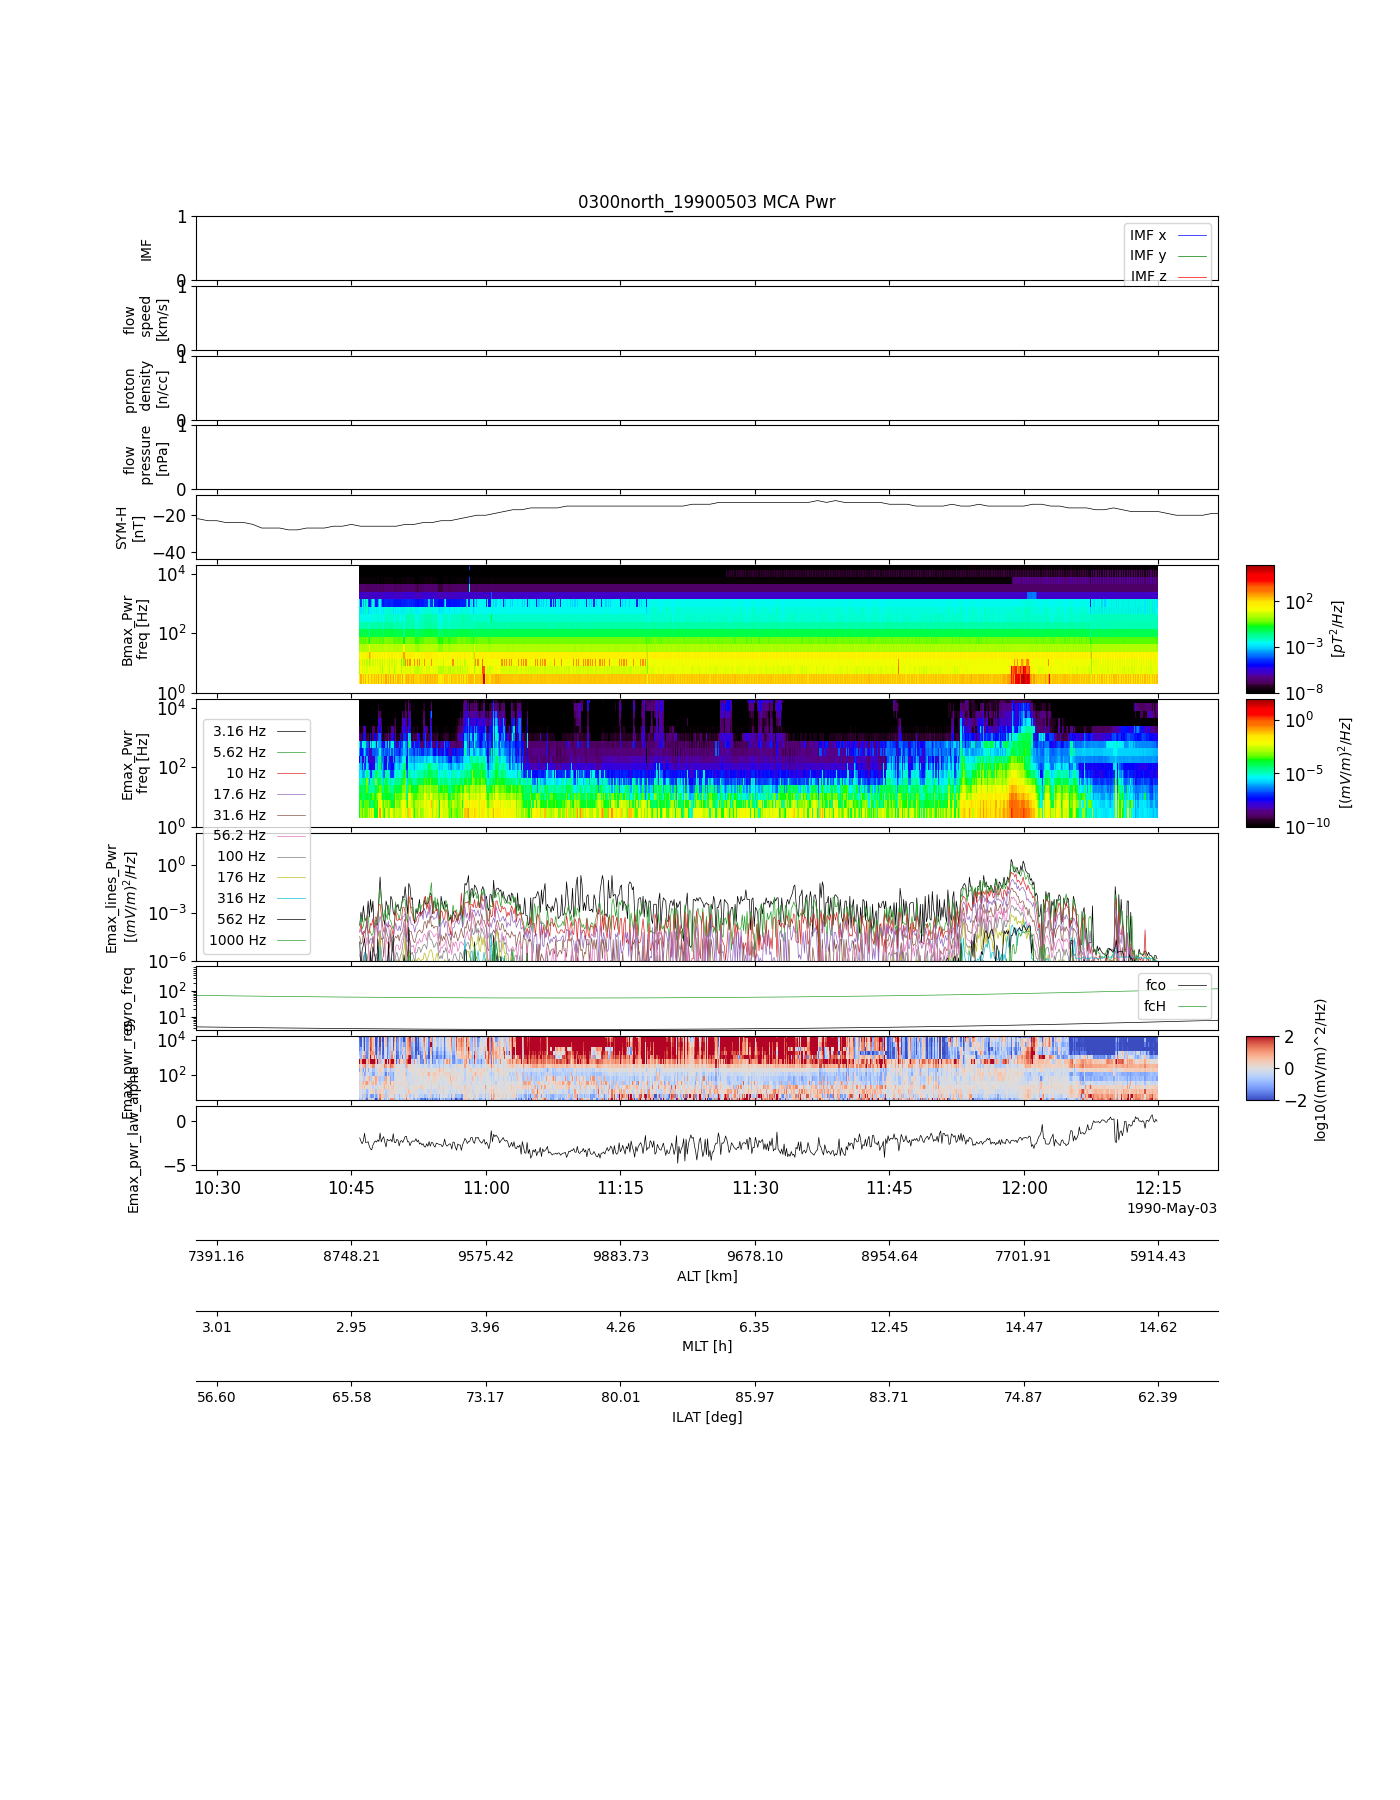 0300north_19900503 MCA Pwr
1
0
IMF
IMF x
IMF y
IMF z
1
0
flow
speed
[km/s]
1
0
proton
density
[n/cc]
1
0
flow
pressure
[nPa]
−20
−40
SYM-H
[nT]
10^4
10^2
10^0
Bmax_Pwr
freq [Hz]
10^2
10^−3
10^−8
[pT^2/Hz]
10^4
10^2
10^0
Emax_Pwr
freq [Hz]
10^0
10^−5
10^−10
[(mV/m)^2/Hz]
3.16 Hz
5.62 Hz
10 Hz
17.6 Hz
31.6 Hz
56.2 Hz
100 Hz
176 Hz
316 Hz
562 Hz
1000 Hz
10^0
10^−3
10^−6
Emax_lines_Pwr
[(mV/m)^2/Hz]
10^2
10^1
gyro_freq
fco
fcH
10^4
10^2
2
0
−2
log10((mV/m)^2/Hz)
0
−5
Emax_pwr_law_alpha
10:30 10:45 11:00 11:15 11:30 11:45 12:00 12:15
1990-May-03
7391.16 8748.21 9575.42 9883.73 9678.10 8954.64 7701.91 5914.43
ALT [km]
3.01 2.95 3.96 4.26 6.35 12.45 14.47 14.62
MLT [h]
56.60 65.58 73.17 80.01 85.97 83.71 74.87 62.39
ILAT [deg]